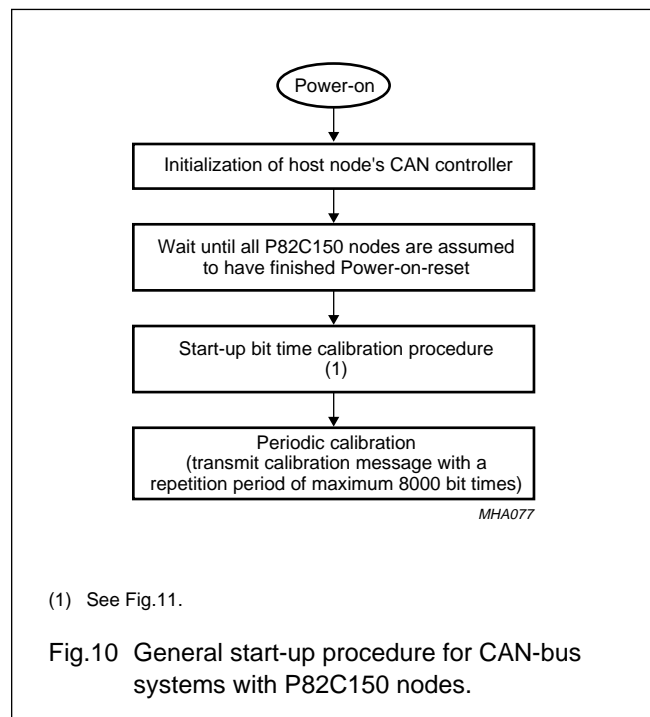 Power-on
Initialization of host node's CAN controller
Wait until all P82C150 nodes are assumed
to have finished Power-on-reset
Start-up bit time calibration procedure
(1)
Periodic calibration
(transmit calibration message with a
repetition period of maximum 8000 bit times)
MHA077
(1) See Fig.11.
Fig.10 General start-up procedure for CAN-bus
systems with P82C150 nodes.